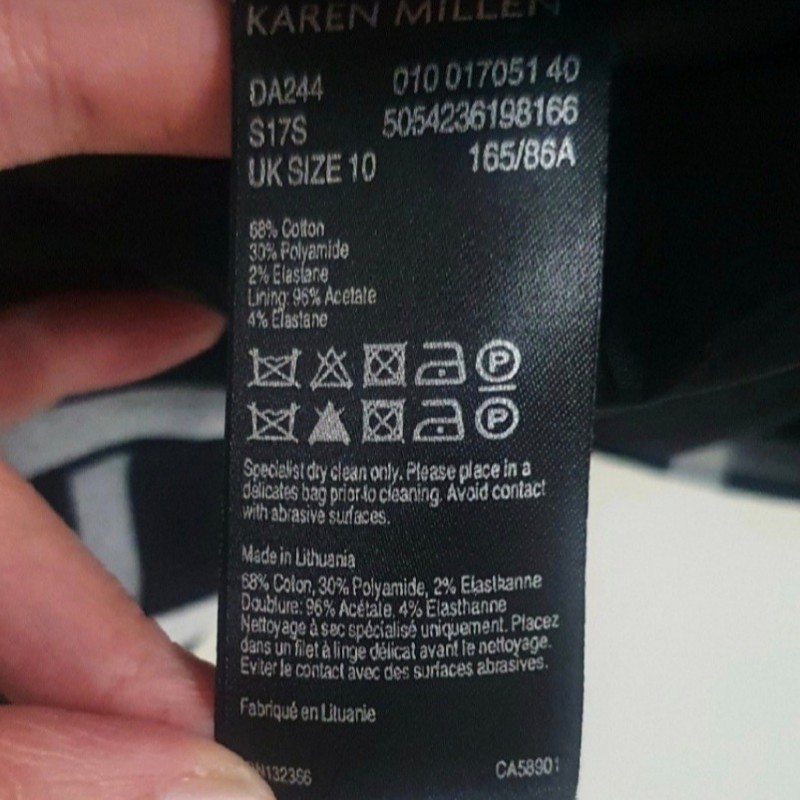 KAREN MILLEN
DA244 010 017051 40
S17S 5054236198166
UK SIZE 10 165/86A
68% Cotton
30% Polyamide
2% Elastane
Lining: 96% Acetate
4% Elastane
P
P
Specialist dry clean only. Please place in a
delicates bag prior to cleaning. Avoid contact
with abrasive surfaces.
Made in Lithuania
68% Coton, 30% Polyamide, 2% Elasthanne
Doublure: 96% Acétate, 4% Elasthanne
Nettoyage à sec spécialisé uniquement. Placez
dans un filet à linge délicat avant le nettoyage.
Eviter le contact avec des surfaces abrasives.
Fabriqué en Lituanie
RN132366 CA58901